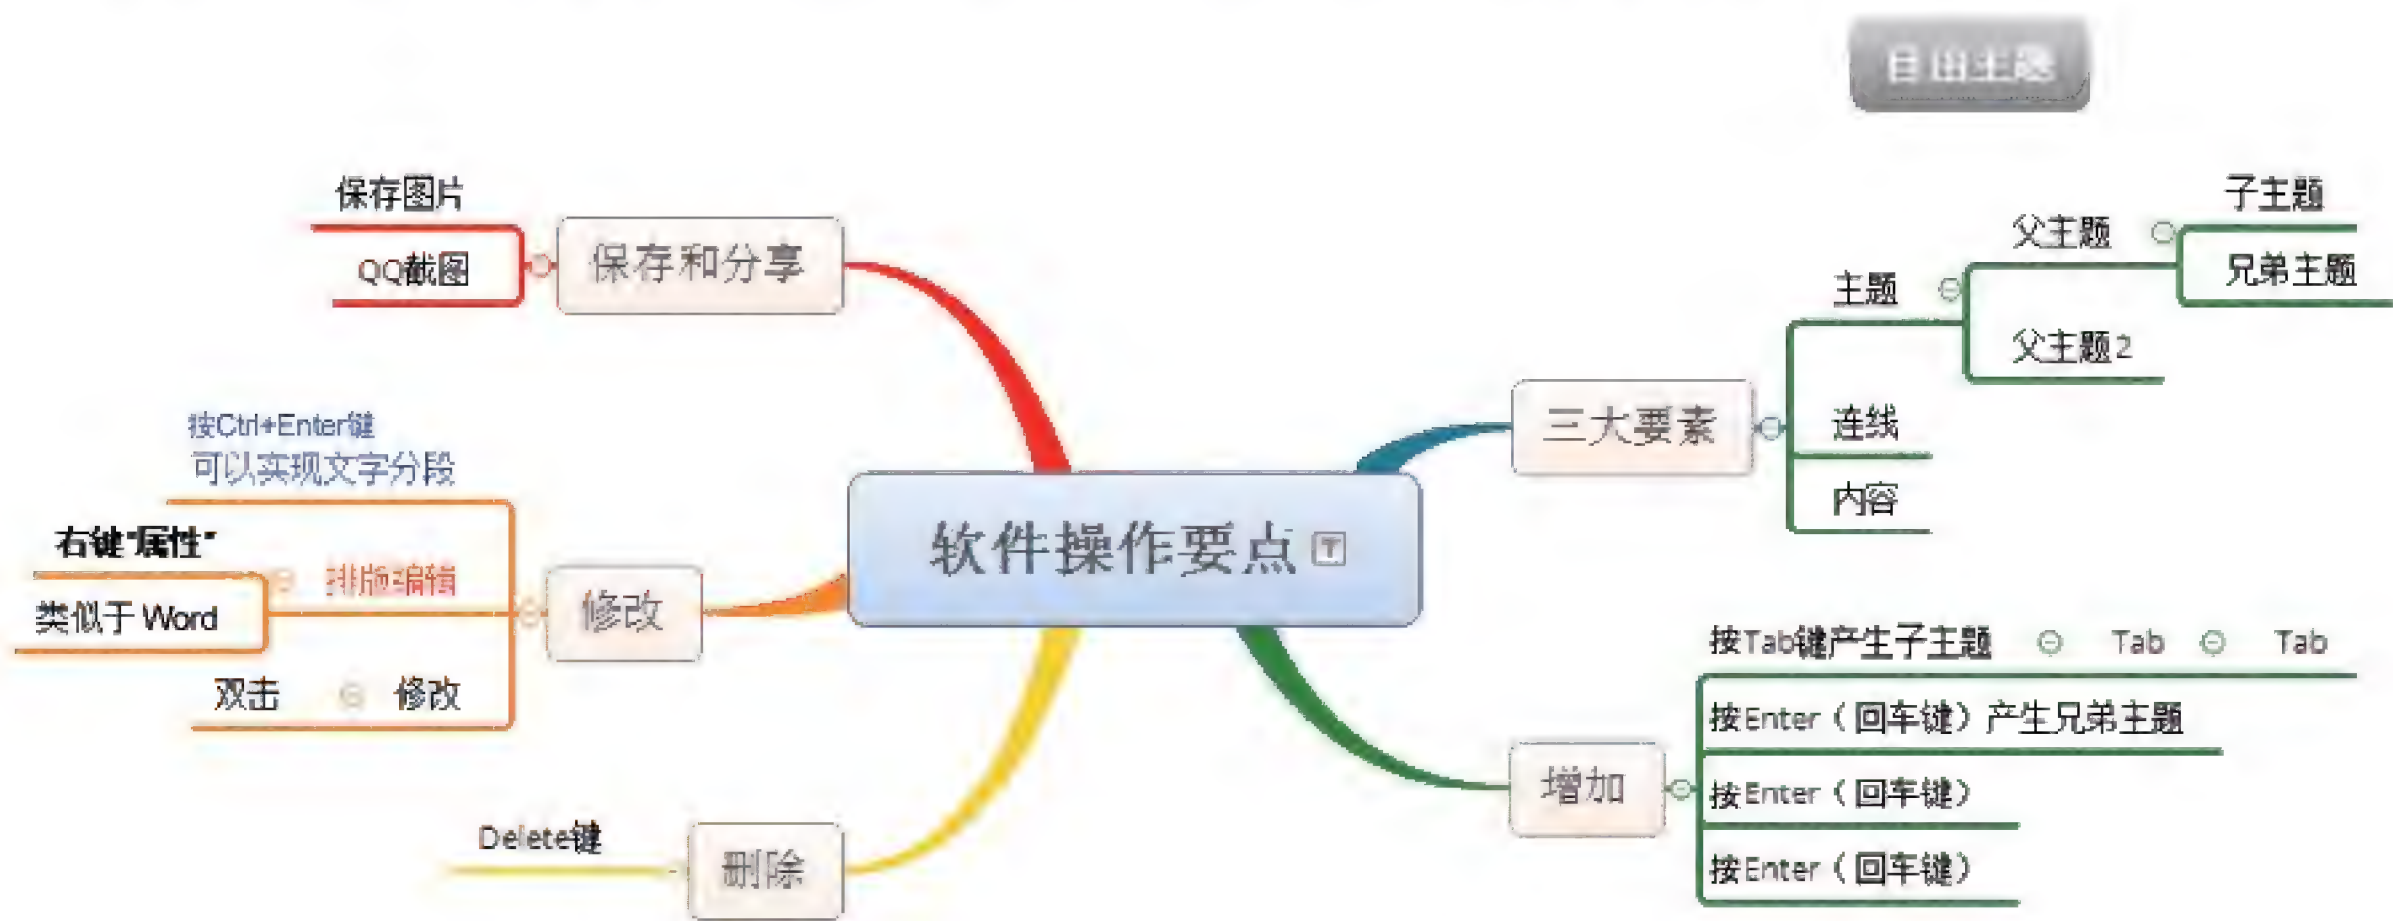 自由主题
保存图片
QQ截图
保存和分享
按Ctrl+Enter键
可以实现文字分段
右键"属性"
类似于 Word
排版编辑
双击
修改
修改
Delete键
删除
软件操作要点
三大要素
主题
父主题
子主题
兄弟主题
父主题2
连线
内容
增加
按Tab键产生子主题 Tab Tab
按Enter（回车键）产生兄弟主题
按Enter（回车键）
按Enter（回车键）